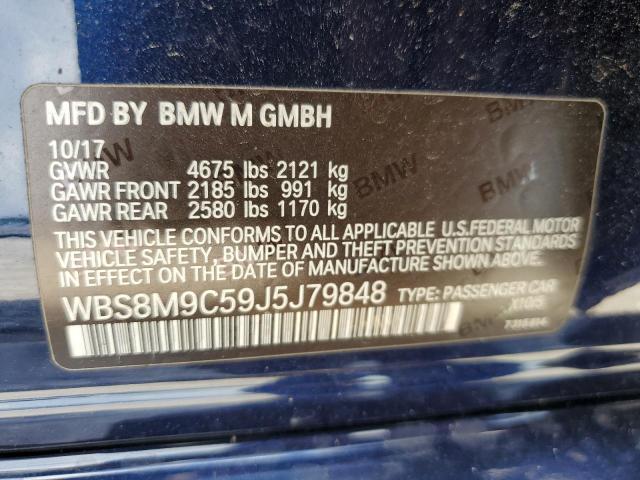 MFD BY BMW M GMBH
10/17
GVWR 4675 lbs 2121 kg
GAWR FRONT 2185 lbs 991 kg
GAWR REAR 2580 lbs 1170 kg
THIS VEHICLE CONFORMS TO ALL APPLICABLE U.S.FEDERAL MOTOR
VEHICLE SAFETY, BUMPER AND THEFT PREVENTION STANDARDS
IN EFFECT ON THE DATE OF MANUFACTURE SHOWN ABOVE.
WBS8M9C59J5J79848 TYPE: PASSENGER CAR
X10/5